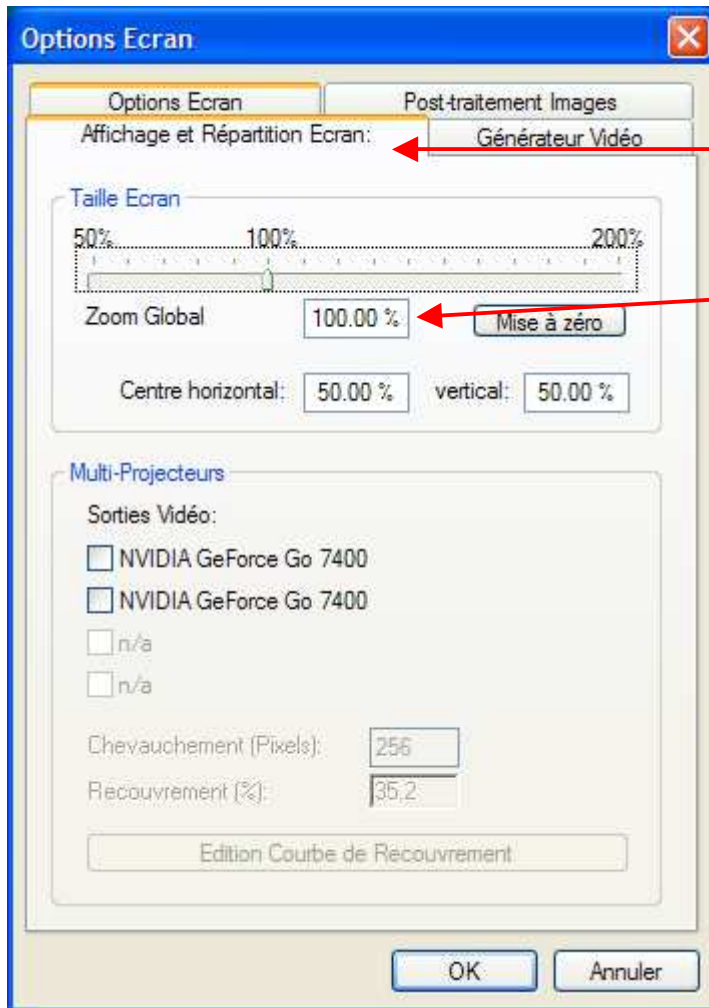 Options Ecran
Options Ecran Post-traitement Images
Affichage et Répartition Ecran: Générateur Vidéo
Taille Ecran
50% 100% 200%
Zoom Global 100.00 % Mise à zéro
Centre horizontal: 50.00 % vertical: 50.00 %
Multi-Projecteurs
Sorties Vidéo:
NVIDIA GeForce Go 7400
NVIDIA GeForce Go 7400
n/a
n/a
Chevauchement (Pixels): 256
Recouvrement (%): 35,2
Edition Courbe de Recouvrement
OK Annuler